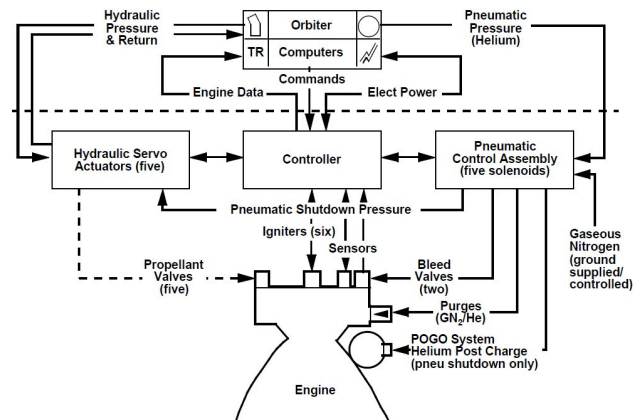 Hydraulic
Pressure
& Return
Orbiter
Pneumatic
Pressure
(Helium)
TR
Computers
Commands
Engine Data
Elect Power
Hydraulic Servo
Actuators (five)
Controller
Pneumatic
Control Assembly
(five solenoids)
Pneumatic Shutdown Pressure
Igniters (six)
Sensors
Gaseous
Nitrogen
(ground
supplied/
controlled)
Propellant
Valves
(five)
Bleed
Valves
(two)
Purges
(GN2/He)
POGO System
Helium Post Charge
(pneu shutdown only)
Engine